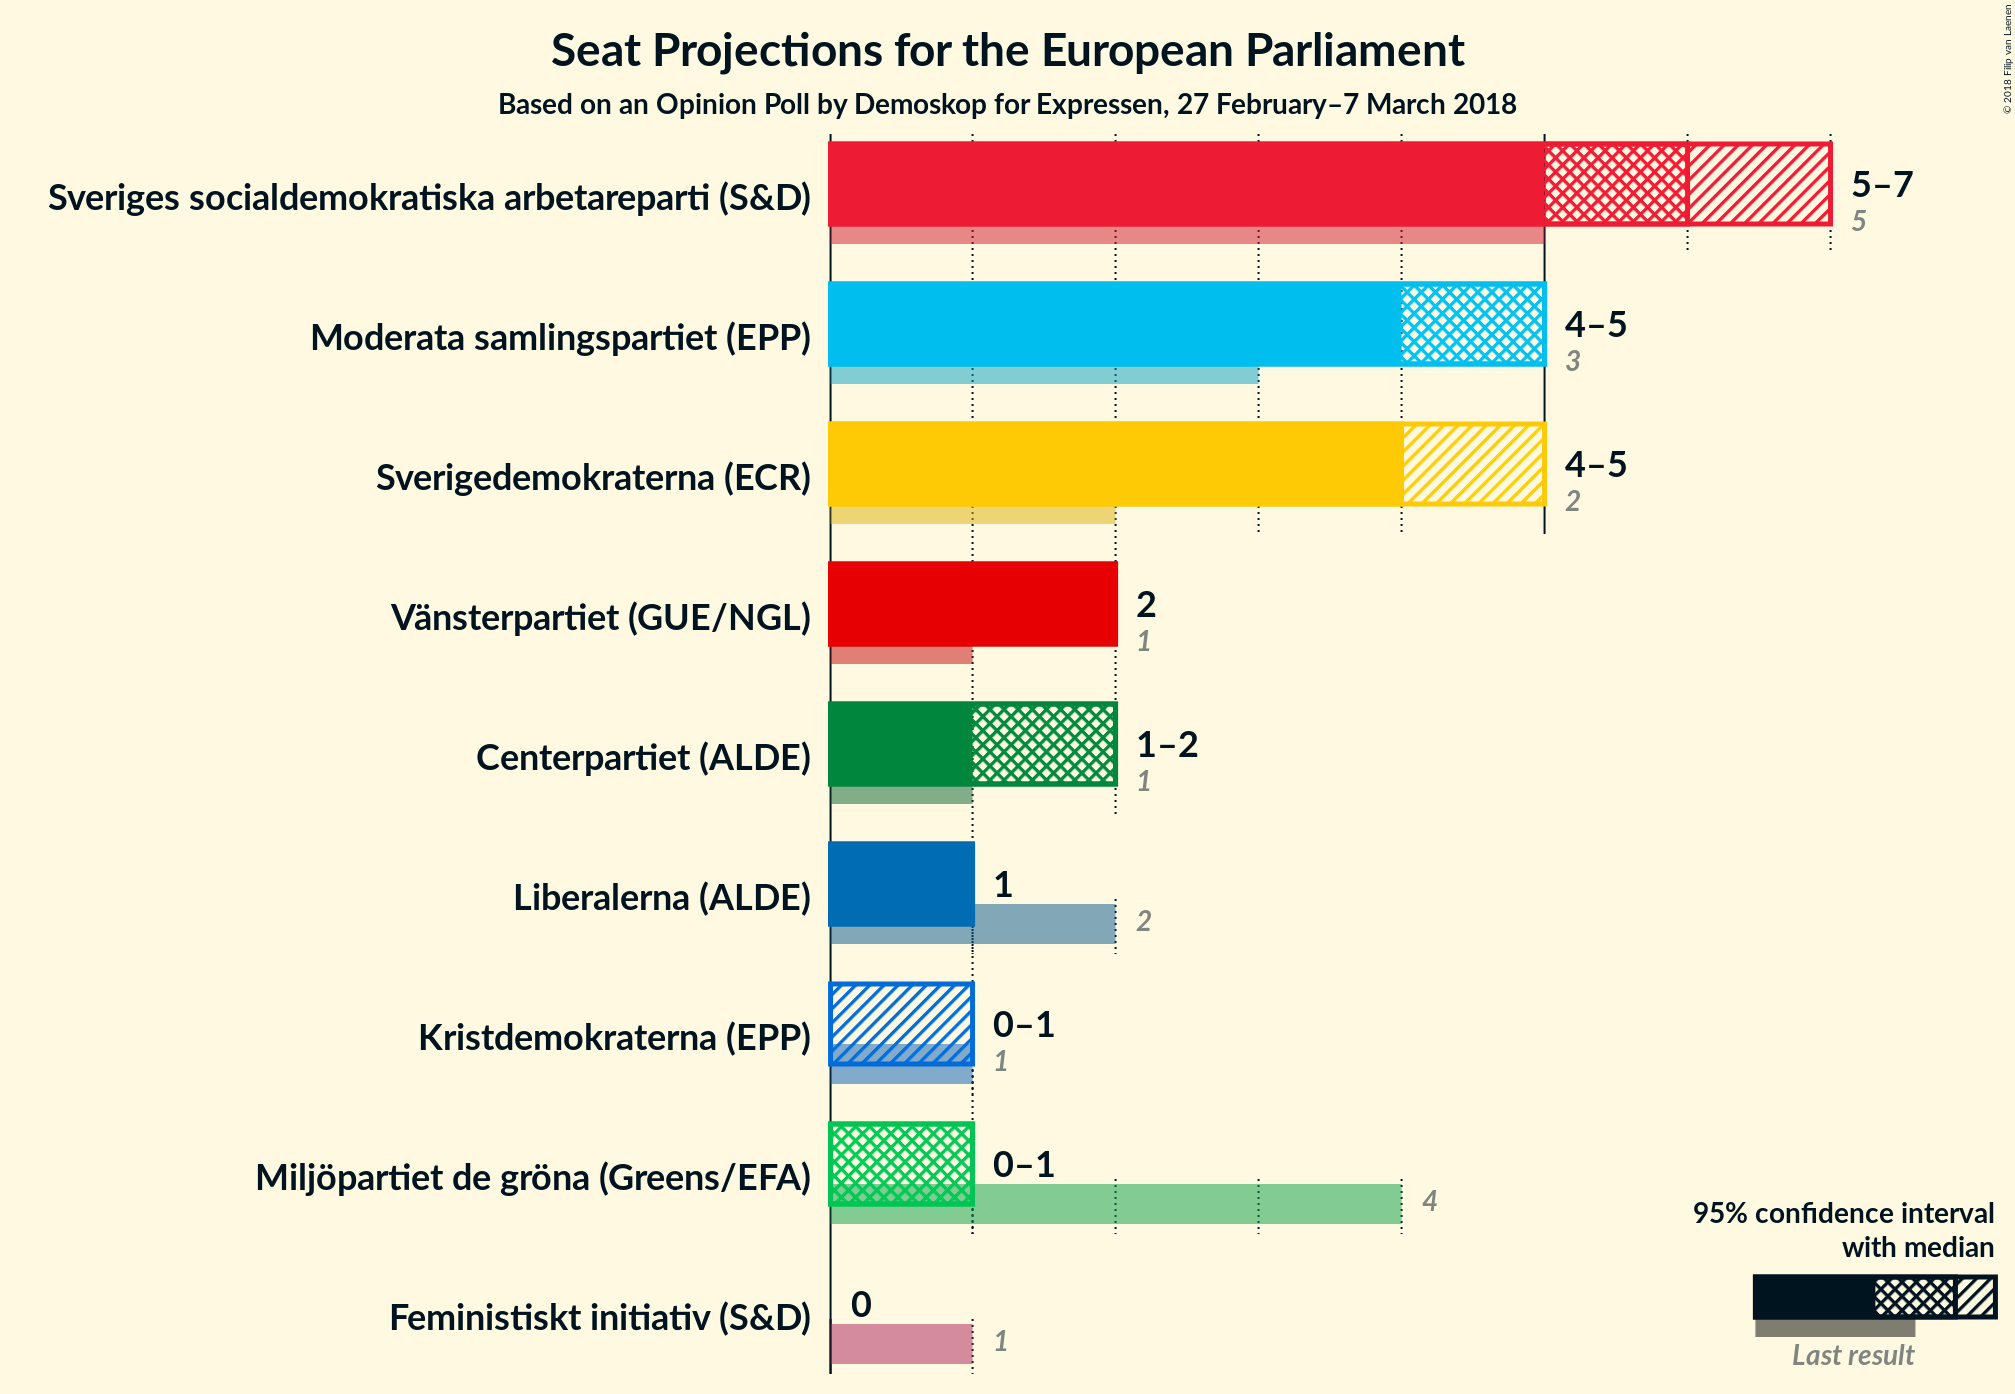 Seat Projections for the European Parliament
Based on an Opinion Poll by Demoskop for Expressen, 27 February–7 March 2018
© 2018 Filip van Laenen
Sveriges socialdemokratiska arbetareparti (S&D)
5–7
5
Moderata samlingspartiet (EPP)
4–5
3
Sverigedemokraterna (ECR)
4–5
2
Vänsterpartiet (GUE/NGL)
2
1
Centerpartiet (ALDE)
1–2
1
Liberalerna (ALDE)
1
2
Kristdemokraterna (EPP)
0–1
1
Miljöpartiet de gröna (Greens/EFA)
0–1
4
Feministiskt initiativ (S&D)
0
1
95% confidence interval
with median
Last result